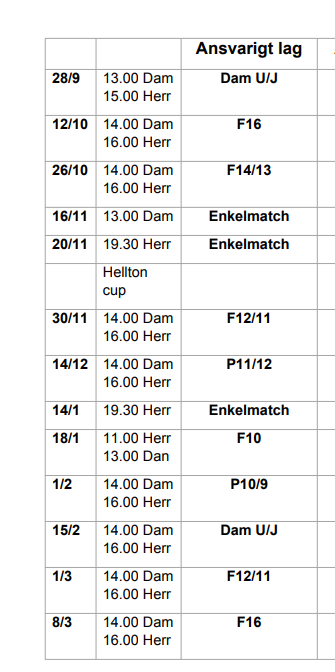 Ansvarigt lag
28/9 13.00 Dam Dam U/J
15.00 Herr
12/10 14.00 Dam F16
16.00 Herr
26/10 14.00 Dam F14/13
16.00 Herr
16/11 13.00 Dam Enkelmatch
20/11 19.30 Herr Enkelmatch
Hellton
cup
30/11 14.00 Dam F12/11
16.00 Herr
14/12 14.00 Dam P11/12
16.00 Herr
14/1 19.30 Herr Enkelmatch
18/1 11.00 Herr F10
13.00 Dan
1/2 14.00 Dam P10/9
16.00 Herr
15/2 14.00 Dam Dam U/J
16.00 Herr
1/3 14.00 Dam F12/11
16.00 Herr
8/3 14.00 Dam F16
16.00 Herr